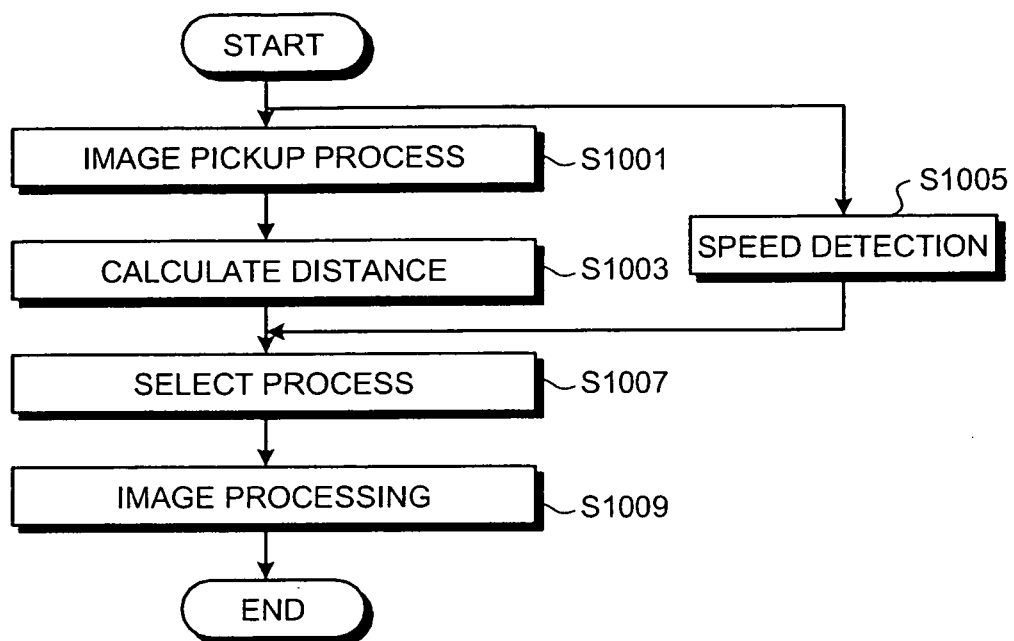 START
IMAGE PICKUP PROCESS
S1001
S1005
SPEED DETECTION
CALCULATE DISTANCE
S1003
SELECT PROCESS
S1007
IMAGE PROCESSING
S1009
END